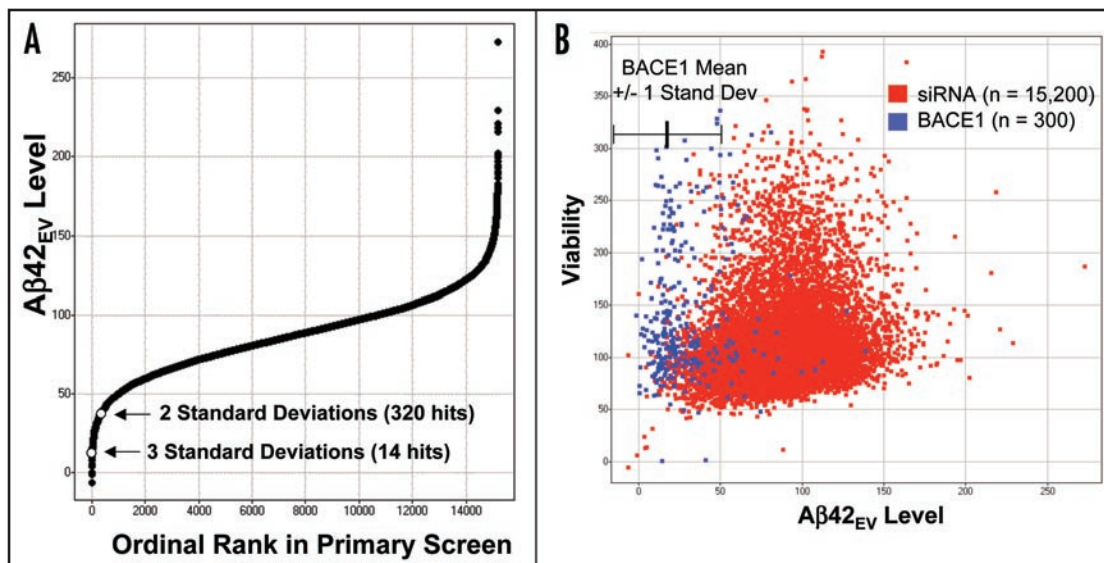 A
Aβ42EV Level
250
200
150
100
50
0
2 Standard Deviations (320 hits)
3 Standard Deviations (14 hits)
0 2000 4000 6000 8000 10000 12000 14000
Ordinal Rank in Primary Screen
B
Viability
400
350
300
250
200
150
100
50
0
BACE1 Mean
+/- 1 Stand Dev
siRNA (n = 15,200)
BACE1 (n = 300)
0 50 100 150 200 250
Aβ42EV Level